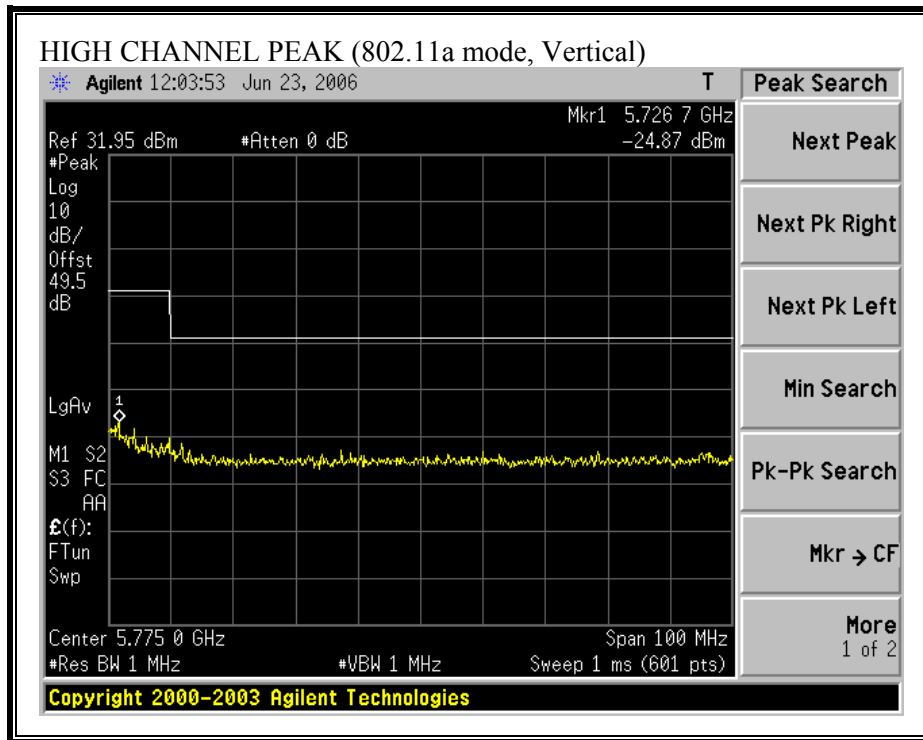 HIGH CHANNEL PEAK (802.11a mode, Vertical)
Agilent 12:03:53 Jun 23, 2006 T
Peak Search
Mkr1 5.726 7 GHz
Ref 31.95 dBm #Atten 0 dB -24.87 dBm
Next Peak
#Peak
Log
10
dB/
Offst
49.5
dB
Next Pk Right
Next Pk Left
LgAv
1
Min Search
M1 S2
S3 FC
AA
Pk-Pk Search
£(f):
FTun
Swp
Mkr → CF
Center 5.775 0 GHz Span 100 MHz
#Res BW 1 MHz #VBW 1 MHz Sweep 1 ms (601 pts)
More
1 of 2
Copyright 2000-2003 Agilent Technologies